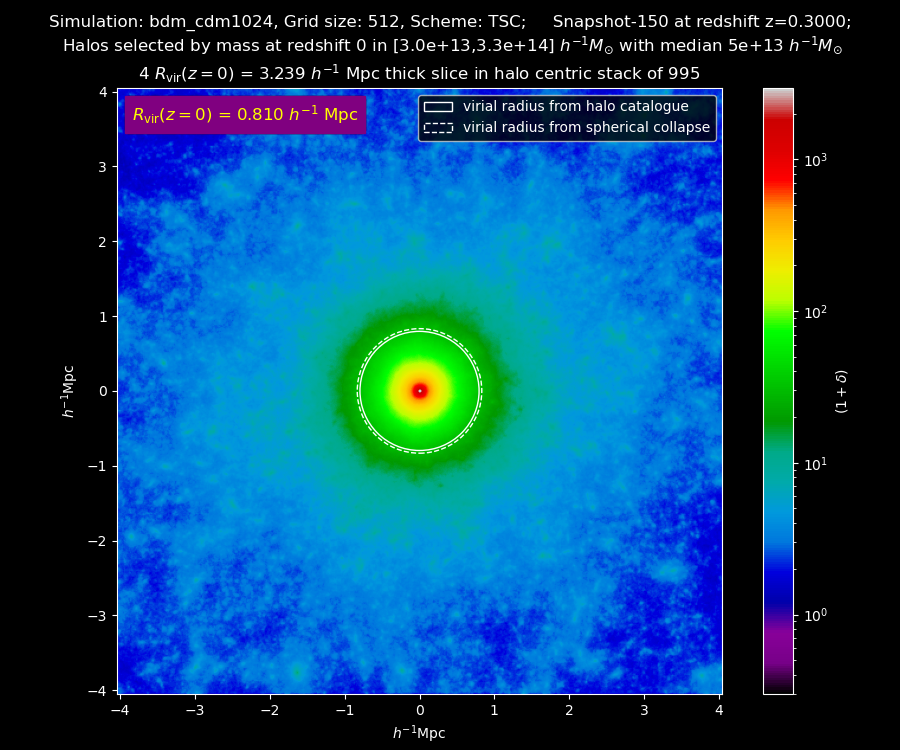 Simulation: bdm_cdm1024, Grid size: 512, Scheme: TSC; Snapshot-150 at redshift z=0.3000;
Halos selected by mass at redshift 0 in [3.0e+13,3.3e+14] h⁻¹M⊙ with median 5e+13 h⁻¹M⊙
4 R_vir(z = 0) = 3.239 h⁻¹ Mpc thick slice in halo centric stack of 995
R_vir(z = 0) = 0.810 h⁻¹ Mpc
virial radius from halo catalogue
virial radius from spherical collapse
4
3
2
1
0
−1
−2
−3
−4
h⁻¹Mpc
−4 −3 −2 −1 0 1 2 3 4
h⁻¹Mpc
10³
10²
10¹
10⁰
(1 + δ)